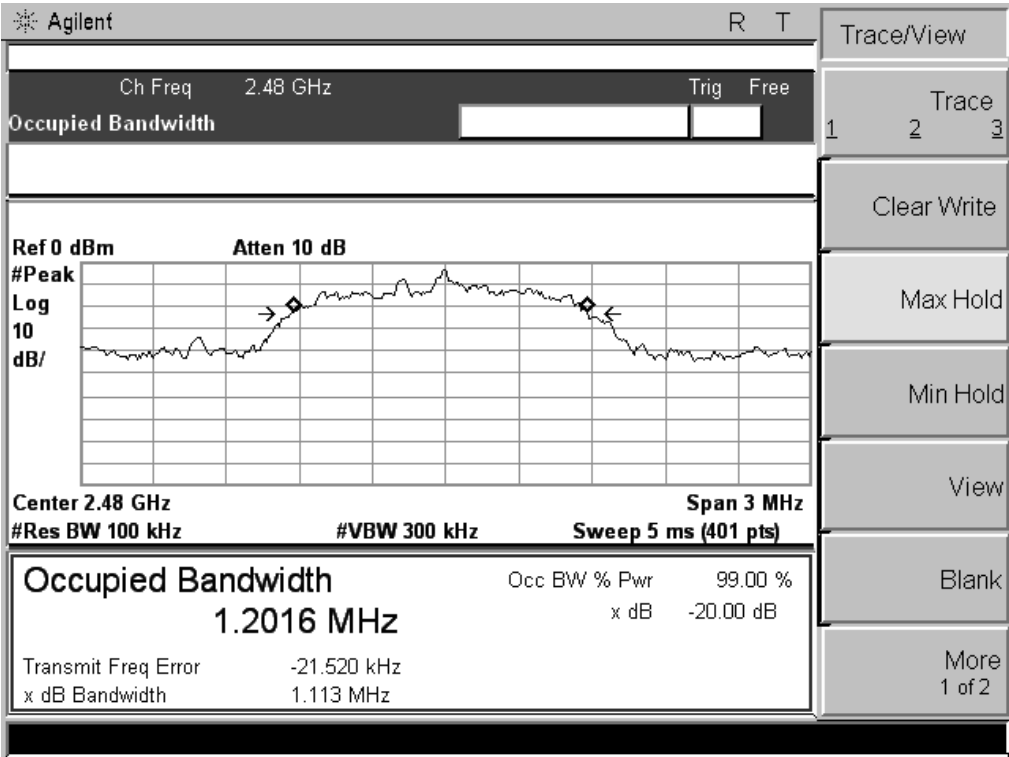 Agilent R T
Trace/View
Ch Freq 2.48 GHz Trig Free
Occupied Bandwidth
Trace
1 2 3
Clear Write
Max Hold
Min Hold
View
Blank
More
1 of 2
Ref 0 dBm Atten 10 dB
#Peak
Log
10
dB/
Center 2.48 GHz Span 3 MHz
#Res BW 100 kHz #VBW 300 kHz Sweep 5 ms (401 pts)
Occupied Bandwidth
1.2016 MHz
Occ BW % Pwr 99.00 %
x dB -20.00 dB
Transmit Freq Error -21.520 kHz
x dB Bandwidth 1.113 MHz